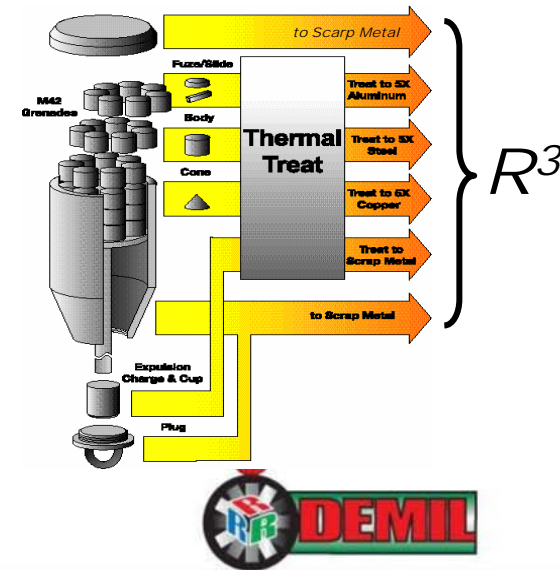 to Scarp Metal
Fuze/Slide
M42
Grenades
Treat to 5X
Aluminum
Body
Thermal
Treat
Treat to 5X
Steel
Cone
Treat to 5X
Copper
R³
Treat to
Scrap Metal
to Scrap Metal
Expulsion
Charge & Cup
Plug
R R R
DEMIL